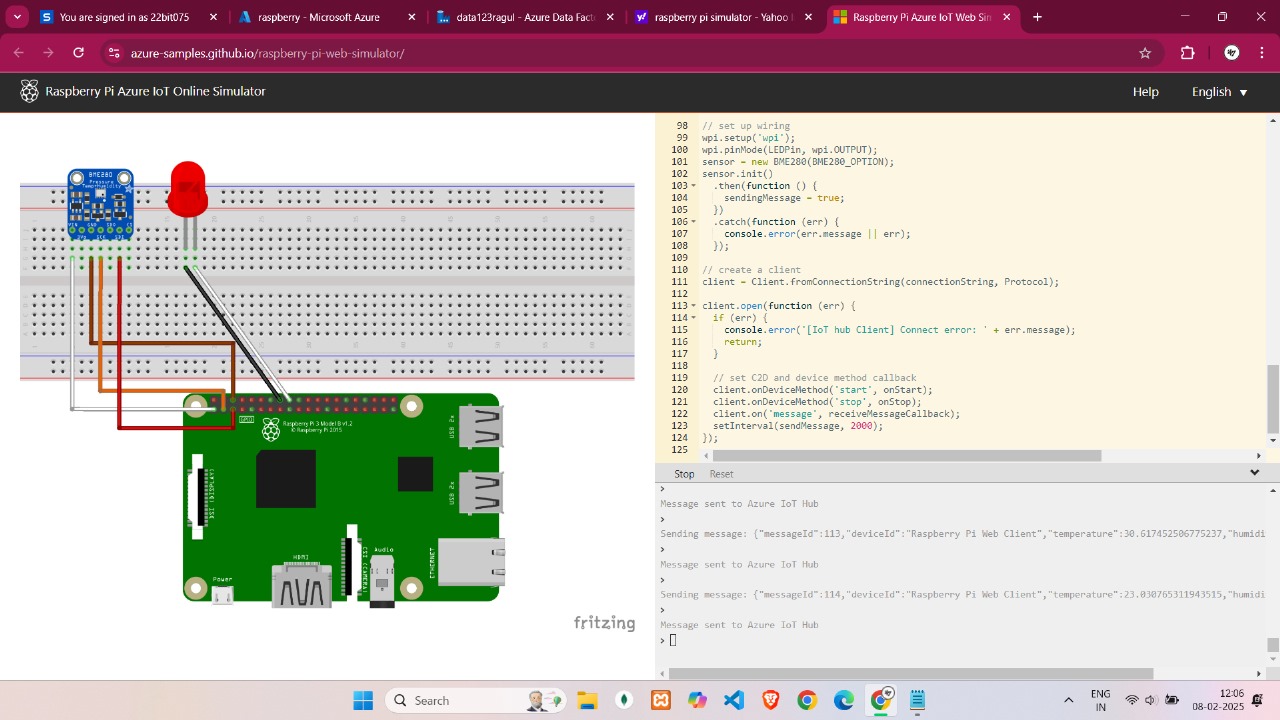 You are signed in as 22bit075
raspberry - Microsoft Azure
data123ragul - Azure Data Fact
raspberry pi simulator - Yahoo I
Raspberry Pi Azure IoT Web Sim
azure-samples.github.io/raspberry-pi-web-simulator/
Raspberry Pi Azure IoT Online Simulator
Help
English
BME280
Pressure
Temp+Humidity
98 // set up wiring
99 wpi.setup('wpi');
100 wpi.pinMode(LEDPin, wpi.OUTPUT);
101 sensor = new BME280(BME280_OPTION);
102 sensor.init()
103 .then(function () {
104 sendingMessage = true;
105 })
106 .catch(function (err) {
107 console.error(err.message || err);
108 });
109
110 // create a client
111 client = Client.fromConnectionString(connectionString, Protocol);
112
113 client.open(function (err) {
114 if (err) {
115 console.error('[IoT hub Client] Connect error: ' + err.message);
116 return;
117 }
118
119 // set C2D and device method callback
120 client.onDeviceMethod('start', onStart);
121 client.onDeviceMethod('stop', onStop);
122 client.on('message', receiveMessageCallback);
123 setInterval(sendMessage, 2000);
124 });
125
GPIO
Raspberry Pi 3 Model B v1.2
© Raspberry Pi 2015
USB 2x
USB 2x
DSI (DISPLAY)
CSI (CAMERA)
ETHERNET
Audio
HDMI
Power
fritzing
Stop
Reset
>
Message sent to Azure IoT Hub
>
Sending message: {"messageId":113,"deviceId":"Raspberry Pi Web Client","temperature":30.617452506775237,"humidi
>
Message sent to Azure IoT Hub
>
Sending message: {"messageId":114,"deviceId":"Raspberry Pi Web Client","temperature":23.030765311943515,"humidi
>
Message sent to Azure IoT Hub
>
Search
ENG
IN
12:06
08-02-2025